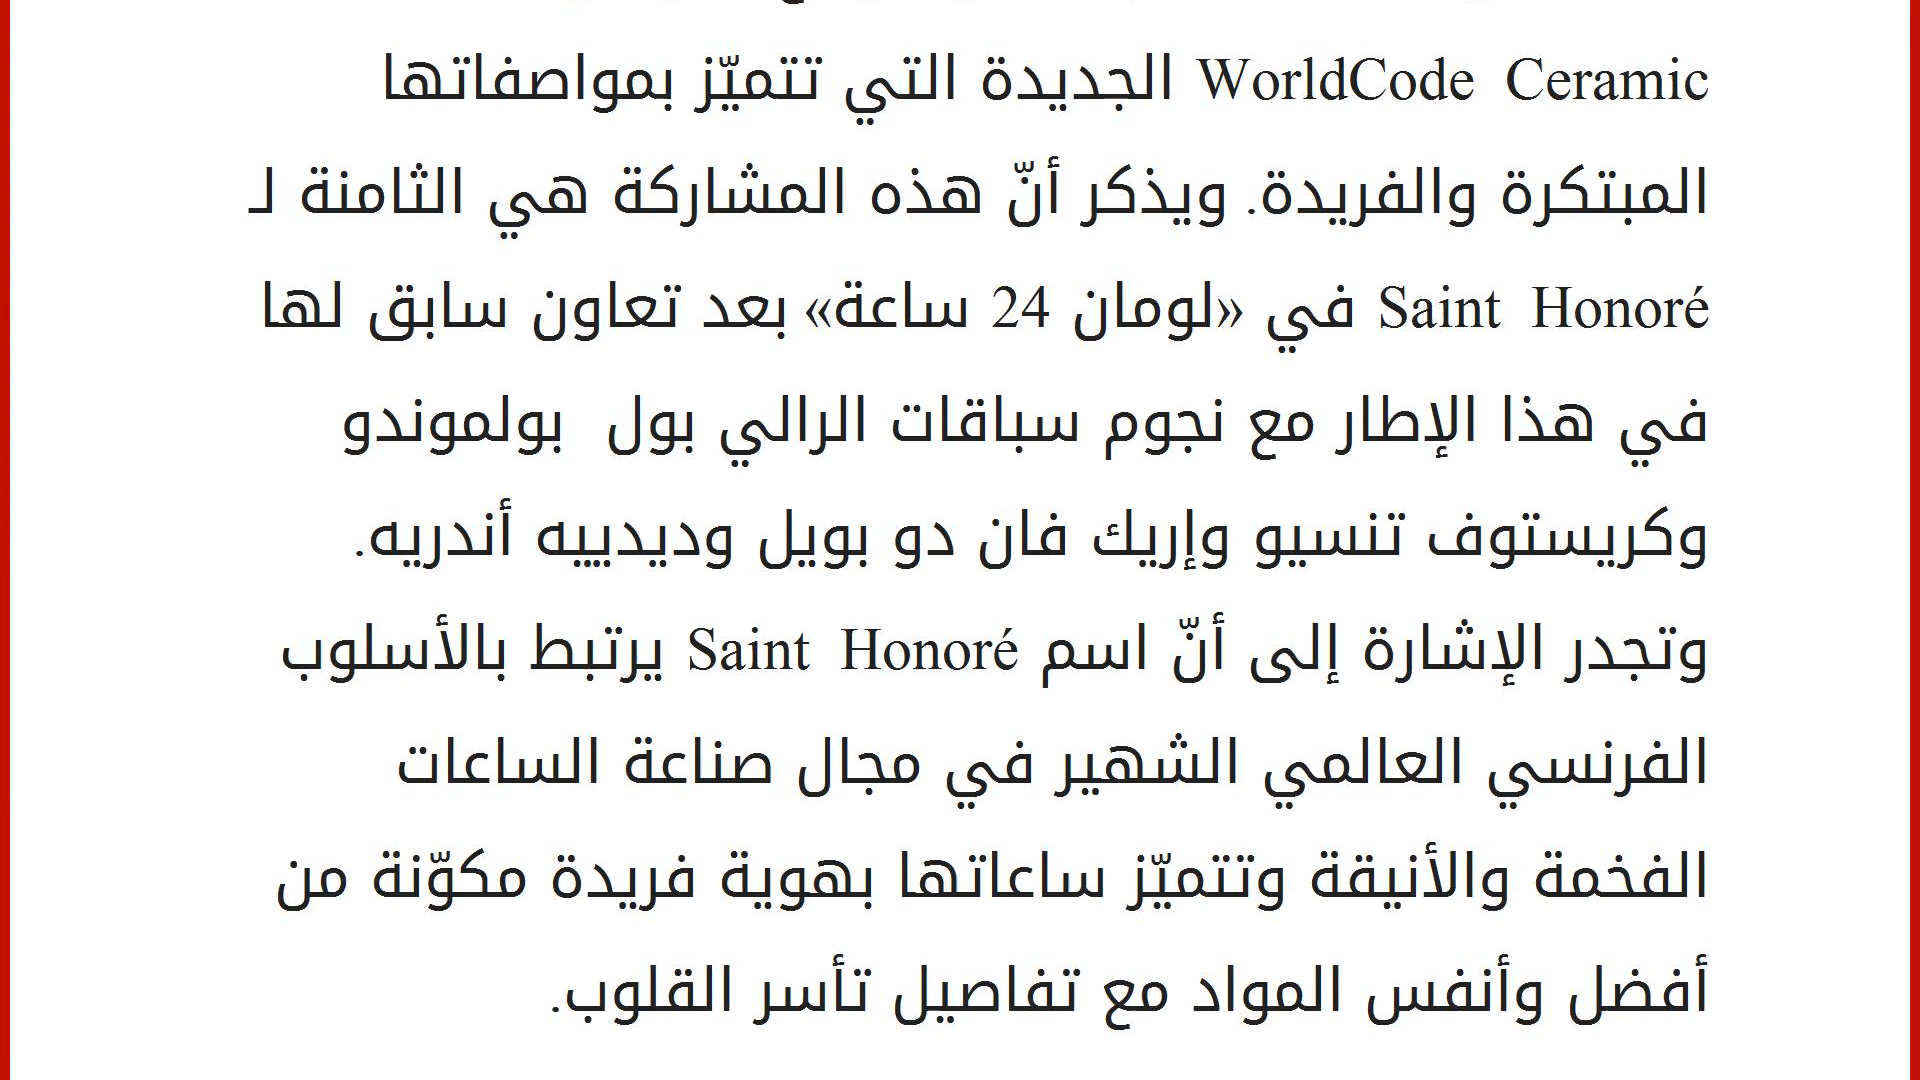 WorldCode Ceramic الجديدة التي تتميّز بمواصفاتها
المبتكرة والفريدة. ويذكر أنّ هذه المشاركة هي الثامنة لـ
Saint Honoré في «لومان 24 ساعة» بعد تعاون سابق لها
في هذا الإطار مع نجوم سباقات الرالي بول بولموندو
وكريستوف تنسيو وإريك فان دو بويل وديدييه أندريه.
وتجدر الإشارة إلى أنّ اسم Saint Honoré يرتبط بالأسلوب
الفرنسي العالمي الشهير في مجال صناعة الساعات
الفخمة والأنيقة وتتميّز ساعاتها بهوية فريدة مكوّنة من
أفضل وأنفس المواد مع تفاصيل تأسر القلوب.